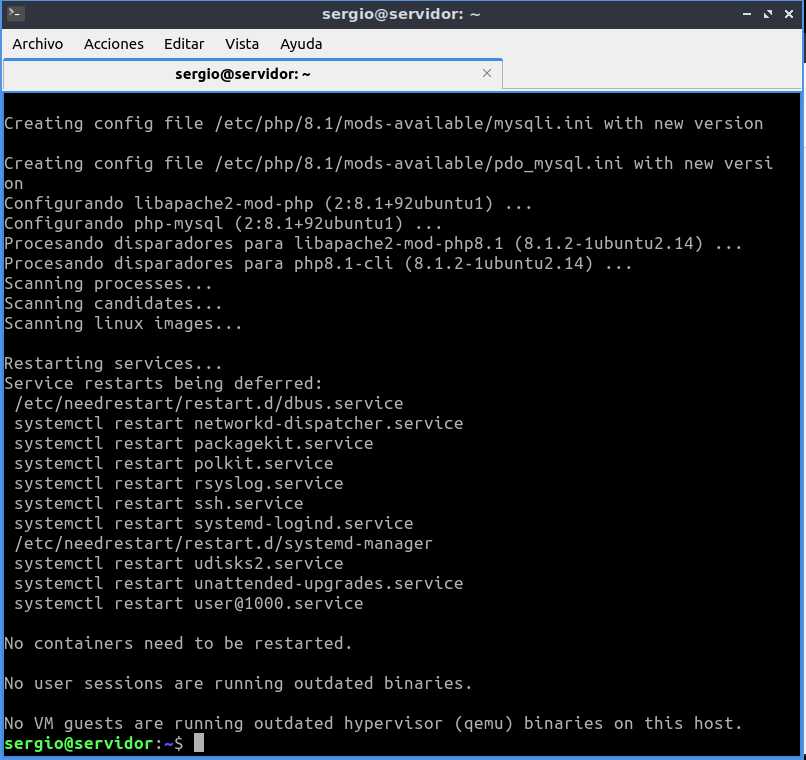 sergio@servidor: ~
Archivo Acciones Editar Vista Ayuda
sergio@servidor: ~
Creating config file /etc/php/8.1/mods-available/mysqli.ini with new version
Creating config file /etc/php/8.1/mods-available/pdo_mysql.ini with new versi
on
Configurando libapache2-mod-php (2:8.1+92ubuntu1) ...
Configurando php-mysql (2:8.1+92ubuntu1) ...
Procesando disparadores para libapache2-mod-php8.1 (8.1.2-1ubuntu2.14) ...
Procesando disparadores para php8.1-cli (8.1.2-1ubuntu2.14) ...
Scanning processes...
Scanning candidates...
Scanning linux images...
Restarting services...
Service restarts being deferred:
/etc/needrestart/restart.d/dbus.service
systemctl restart networkd-dispatcher.service
systemctl restart packagekit.service
systemctl restart polkit.service
systemctl restart rsyslog.service
systemctl restart ssh.service
systemctl restart systemd-logind.service
/etc/needrestart/restart.d/systemd-manager
systemctl restart udisks2.service
systemctl restart unattended-upgrades.service
systemctl restart user@1000.service
No containers need to be restarted.
No user sessions are running outdated binaries.
No VM guests are running outdated hypervisor (qemu) binaries on this host.
sergio@servidor:~$